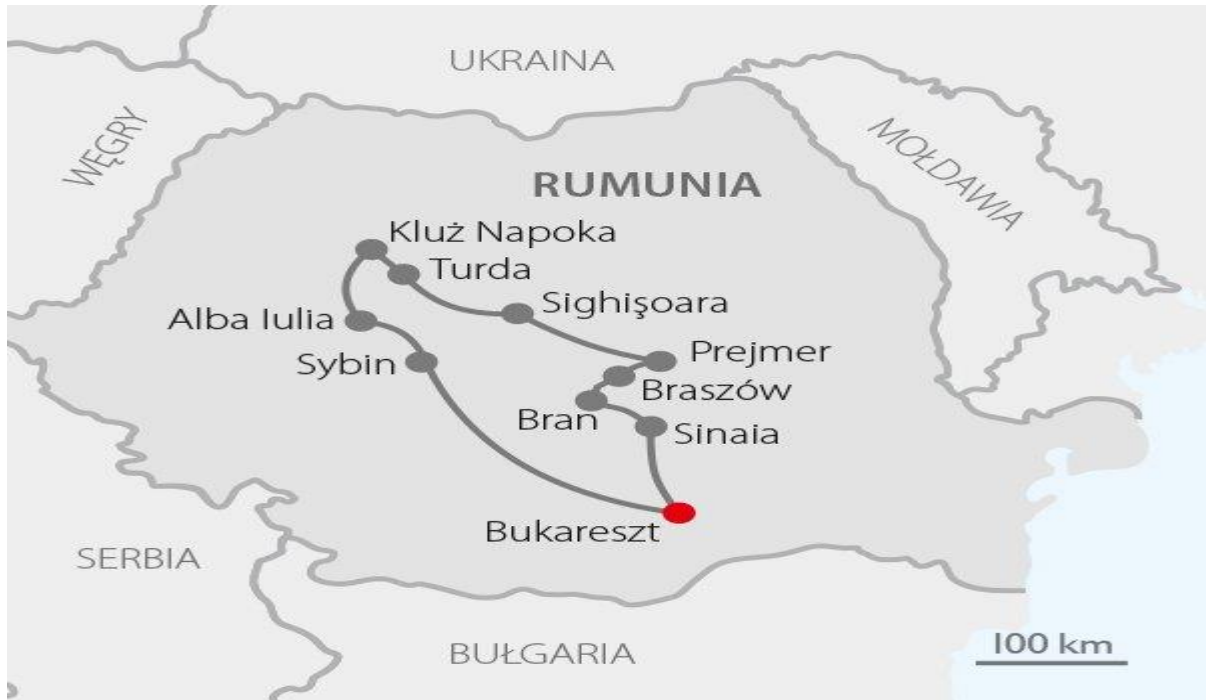 UKRAINA
WĘGRY
MOŁDAWIA
RUMUNIA
Kluż Napoka
Turda
Sighişoara
Alba Iulia
Sybin
Prejmer
Braszów
Bran
Sinaia
Bukareszt
SERBIA
BUŁGARIA
100 km